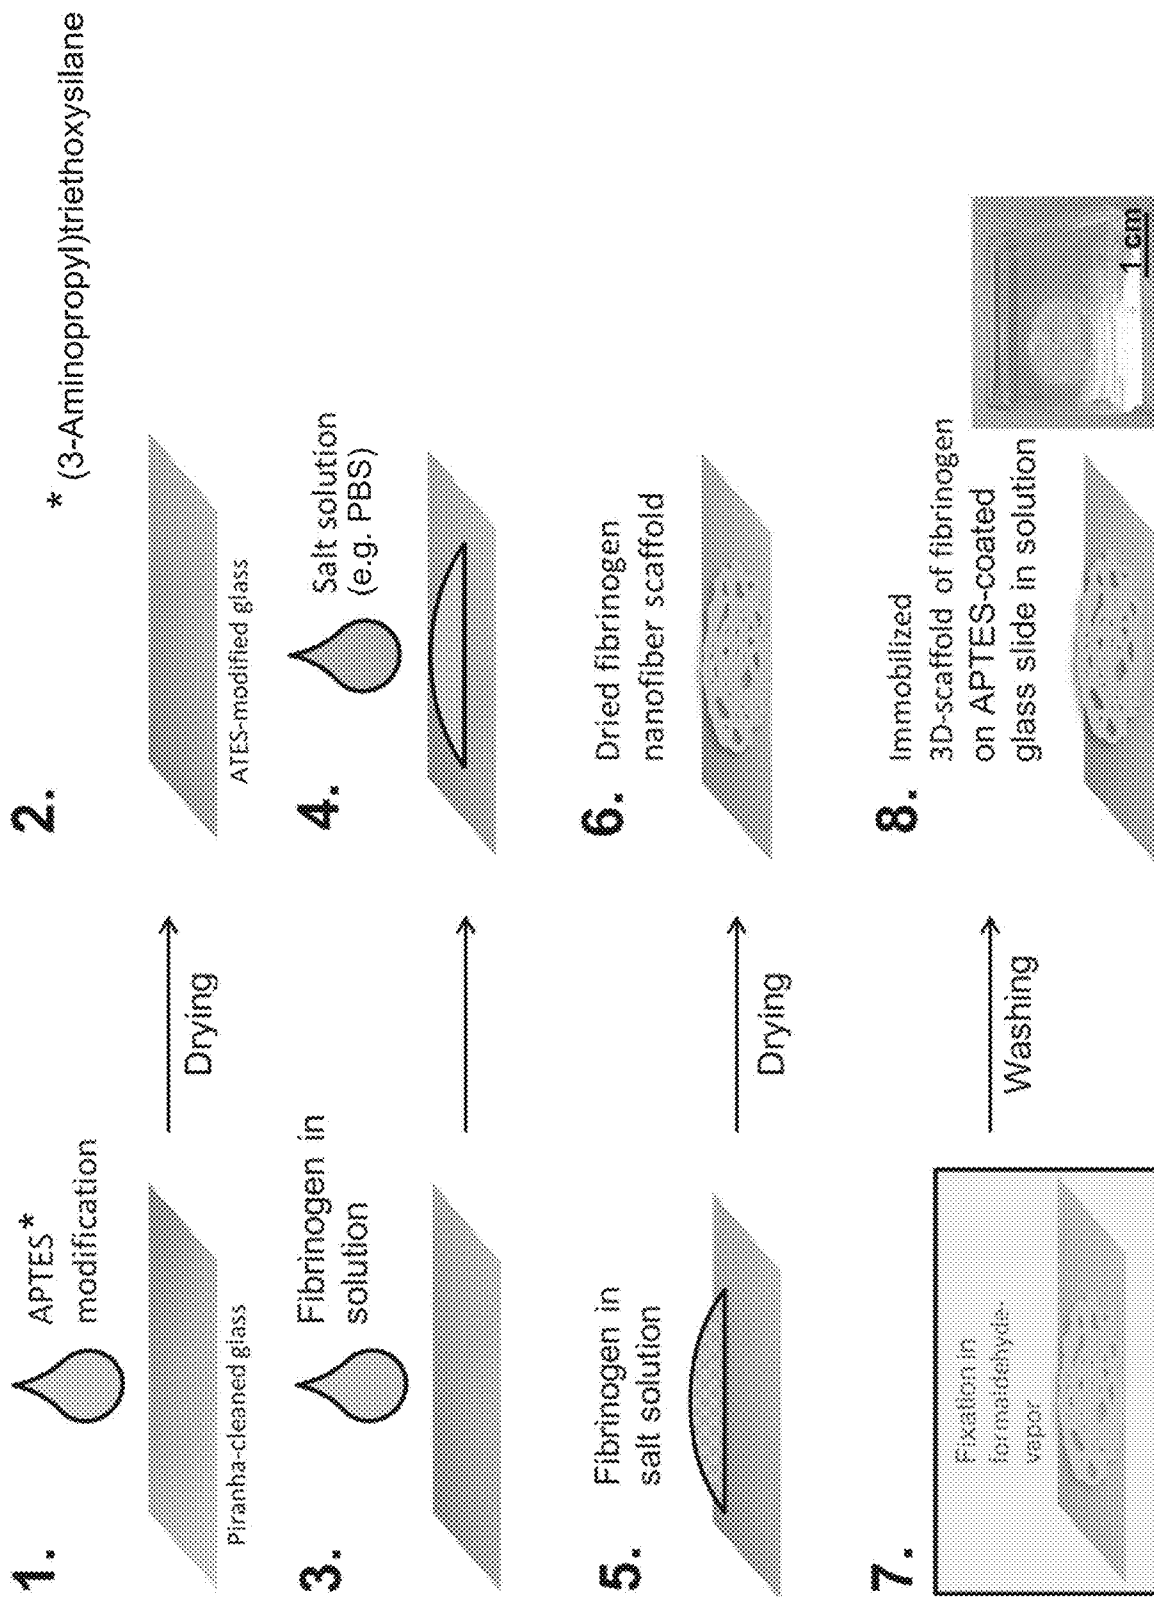 1.
APTES*
modification
Piranha-cleaned glass
Drying
2.
* (3-Aminopropyl)triethoxysilane
ATES-modified glass
3.
Fibrinogen in
solution
4.
Salt solution
(e.g. PBS)
5.
Fibrinogen in
salt solution
Drying
6.
Dried fibrinogen
nanofiber scaffold
7.
Fixation in
formaldehyde-
vapor
Washing
8.
Immobilized
3D-scaffold of fibrinogen
on APTES-coated
glass side in solution
1 cm